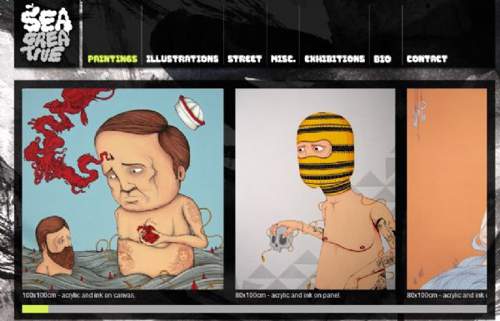 SEA
CREA
TIVE
PAINTINGS ILLUSTRATIONS STREET MISC. EXHIBITIONS BIO CONTACT
100x100cm - acrylic and ink on canvas.
80x80cm - acrylic and ink on panel.
80x100cm - acrylic and ink